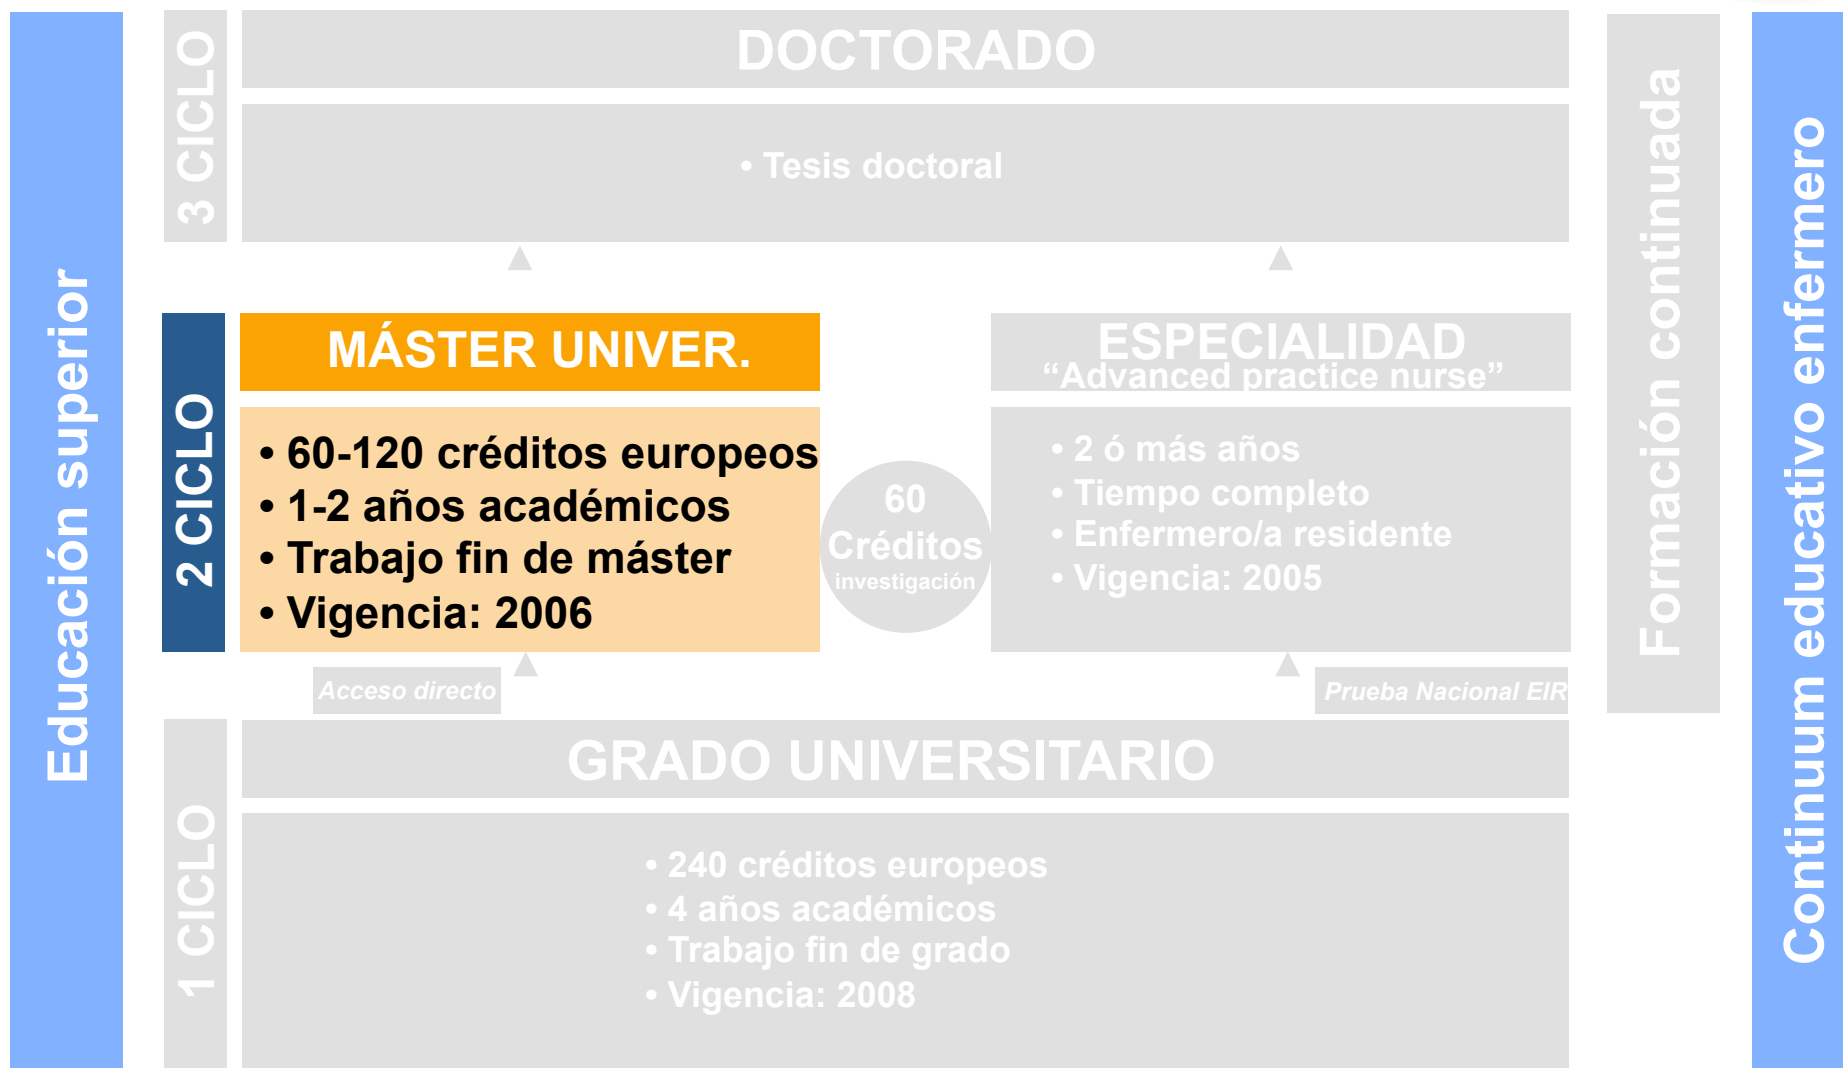 Educación superior
3 CICLO
DOCTORADO
• Tesis doctoral
2 CICLO
MÁSTER UNIVER.
• 60-120 créditos europeos
• 1-2 años académicos
• Trabajo fin de máster
• Vigencia: 2006
60
Créditos
investigación
ESPECIALIDAD
“Advanced practice nurse”
• 2 ó más años
• Tiempo completo
• Enfermero/a residente
• Vigencia: 2005
Acceso directo
Prueba Nacional EIR
1 CICLO
GRADO UNIVERSITARIO
• 240 créditos europeos
• 4 años académicos
• Trabajo fin de grado
• Vigencia: 2008
Formación continuada
Continuum educativo enfermero